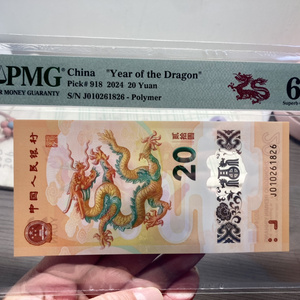 PMG
China "Year of the Dragon"
Pick# 918 2024 20 Yuan
MONEY GUARANTY
S/N J010261826 - Polymer
6
中国人民银行
贰拾圆
20
J010261826